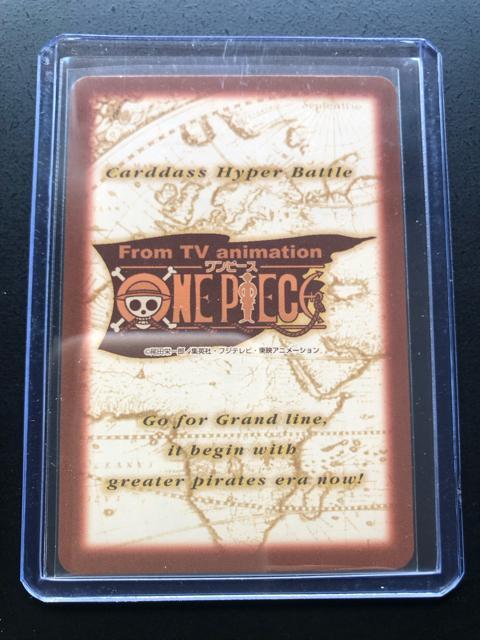 Septentrio
Carddass Hyper Battle
From TV animation
ワンピース
ONE PIECE
©尾田栄一郎／集英社・フジテレビ・東映アニメーション
Go for Grand line,
it begin with
greater pirates era now!